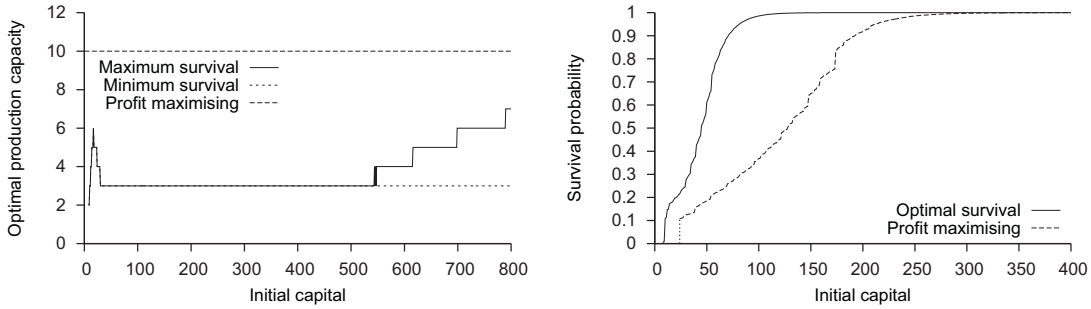 Optimal production capacity
12
10
8
6
4
2
0
Maximum survival
Minimum survival
Profit maximising
0 100 200 300 400 500 600 700 800
Initial capital
Survival probability
1
0.9
0.8
0.7
0.6
0.5
0.4
0.3
0.2
0.1
0
Optimal survival
Profit maximising
0 50 100 150 200 250 300 350 400
Initial capital